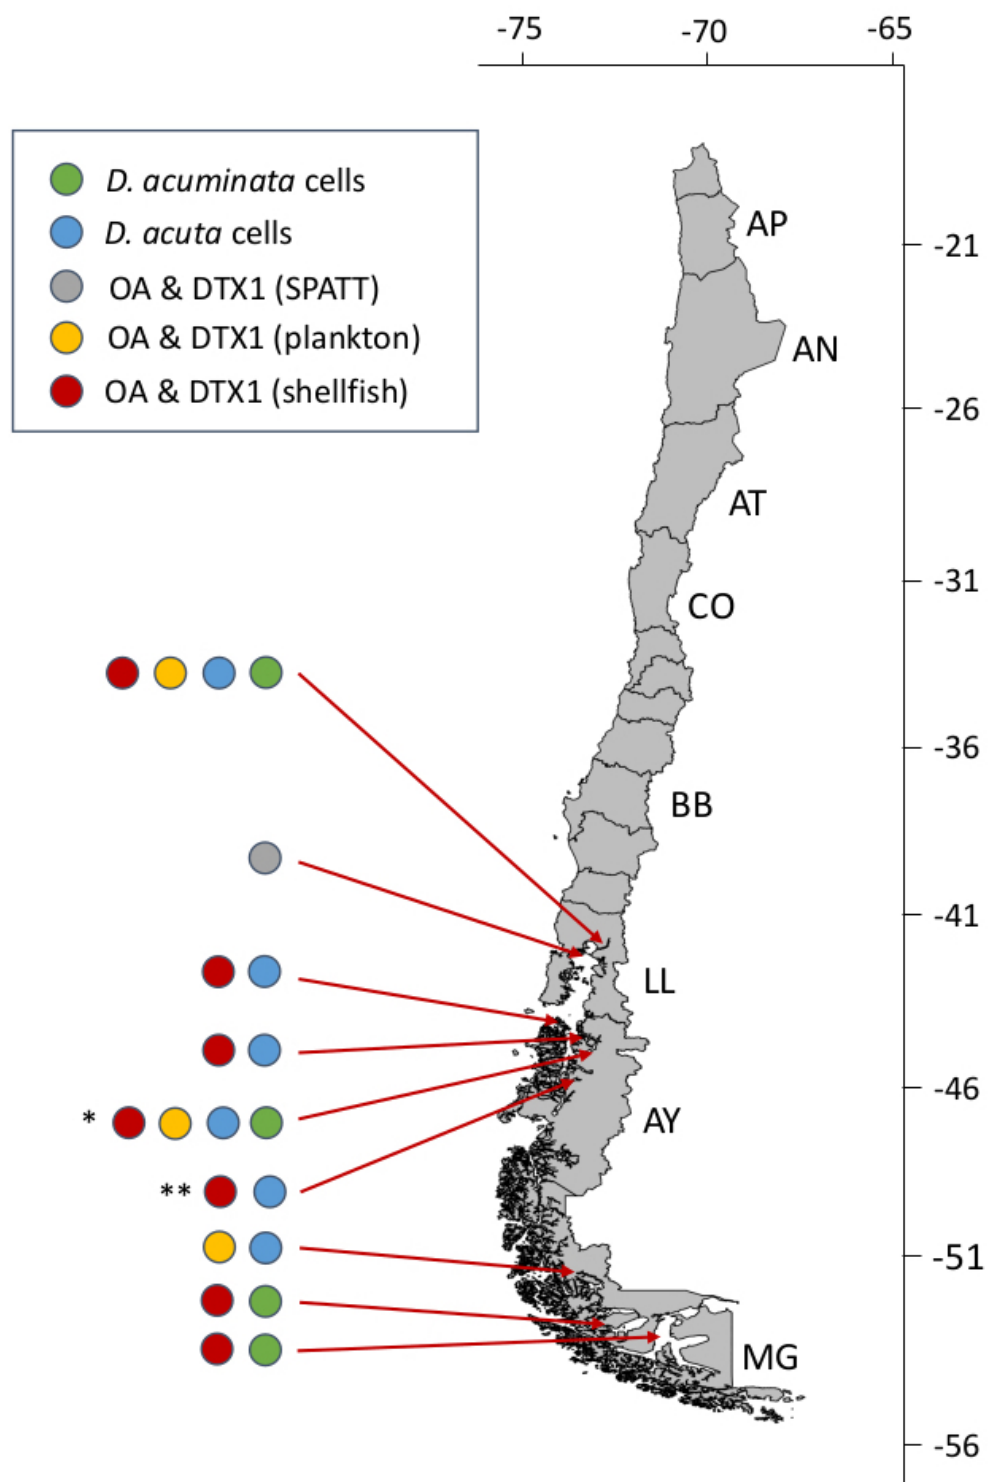 -75 -70 -65
D. acuminata cells
D. acuta cells
OA & DTX1 (SPATT)
OA & DTX1 (plankton)
OA & DTX1 (shellfish)
AP
-21
AN
-26
AT
-31
CO
-36
BB
-41
LL
-46
*
AY
**
-51
MG
-56